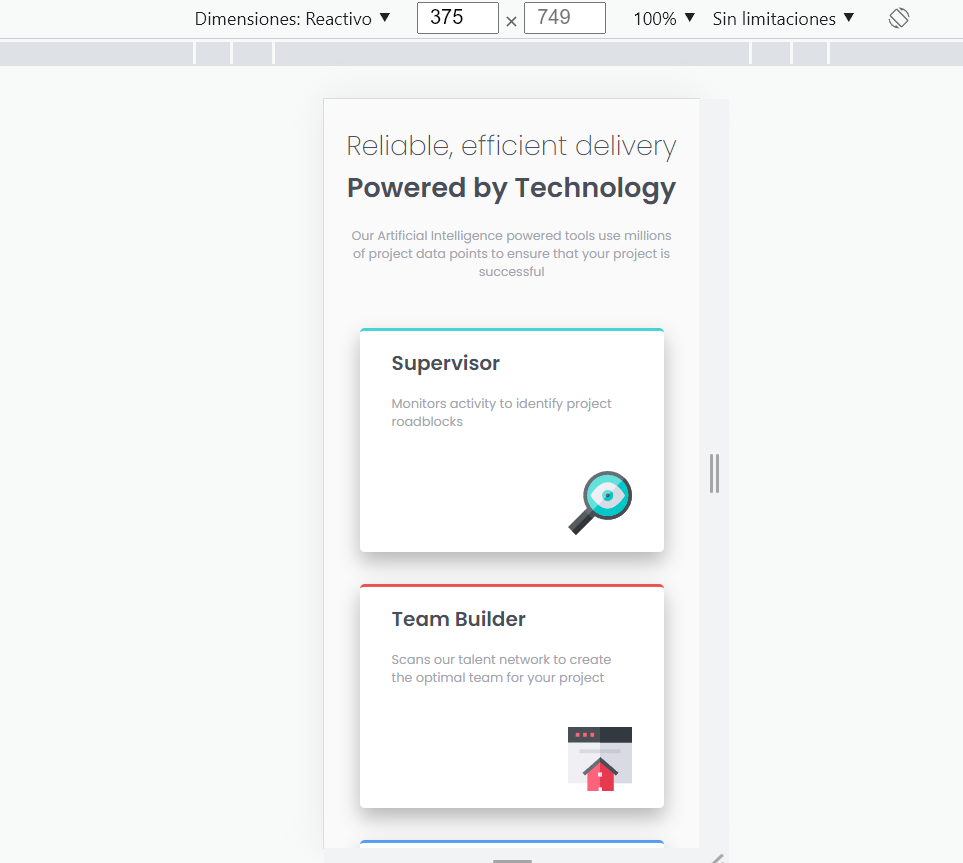 Dimensiones: Reactivo ▼ 375 × 749 100% ▼ Sin limitaciones ▼
Reliable, efficient delivery
Powered by Technology
Our Artificial Intelligence powered tools use millions
of project data points to ensure that your project is
successful
Supervisor
Monitors activity to identify project
roadblocks
Team Builder
Scans our talent network to create
the optimal team for your project